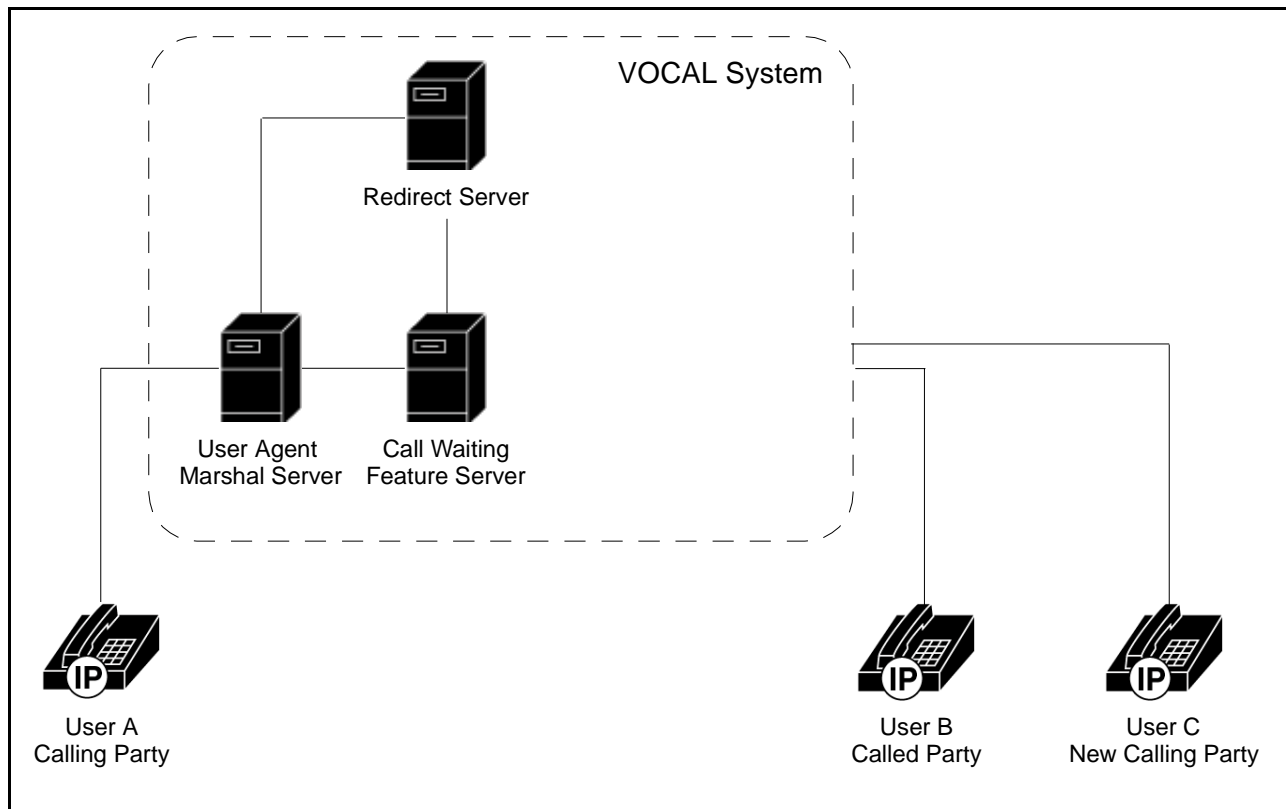 VOCAL System
Redirect Server
User Agent
Marshal Server
Call Waiting
Feature Server
IP
User A
Calling Party
IP
User B
Called Party
IP
User C
New Calling Party